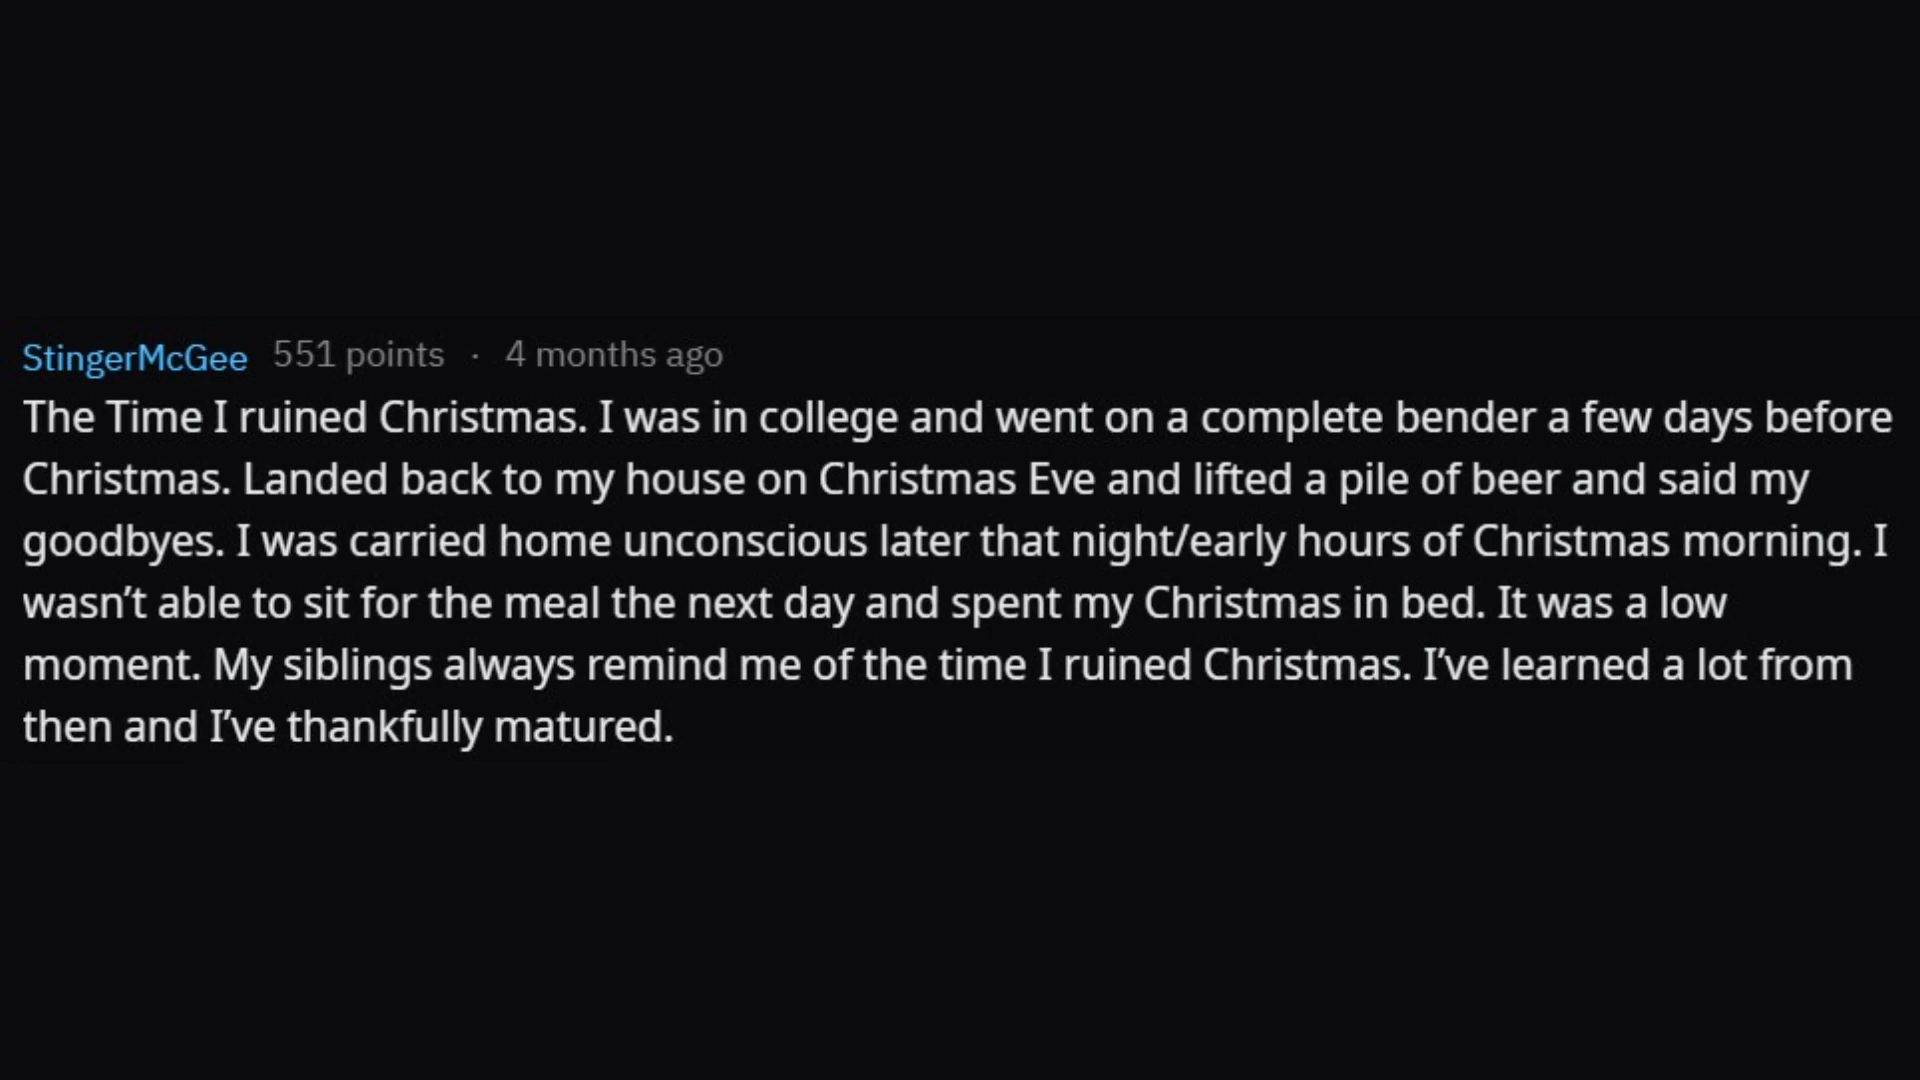 StingerMcGee 551 points · 4 months ago
The Time I ruined Christmas. I was in college and went on a complete bender a few days before
Christmas. Landed back to my house on Christmas Eve and lifted a pile of beer and said my
goodbyes. I was carried home unconscious later that night/early hours of Christmas morning. I
wasn’t able to sit for the meal the next day and spent my Christmas in bed. It was a low
moment. My siblings always remind me of the time I ruined Christmas. I’ve learned a lot from
then and I’ve thankfully matured.